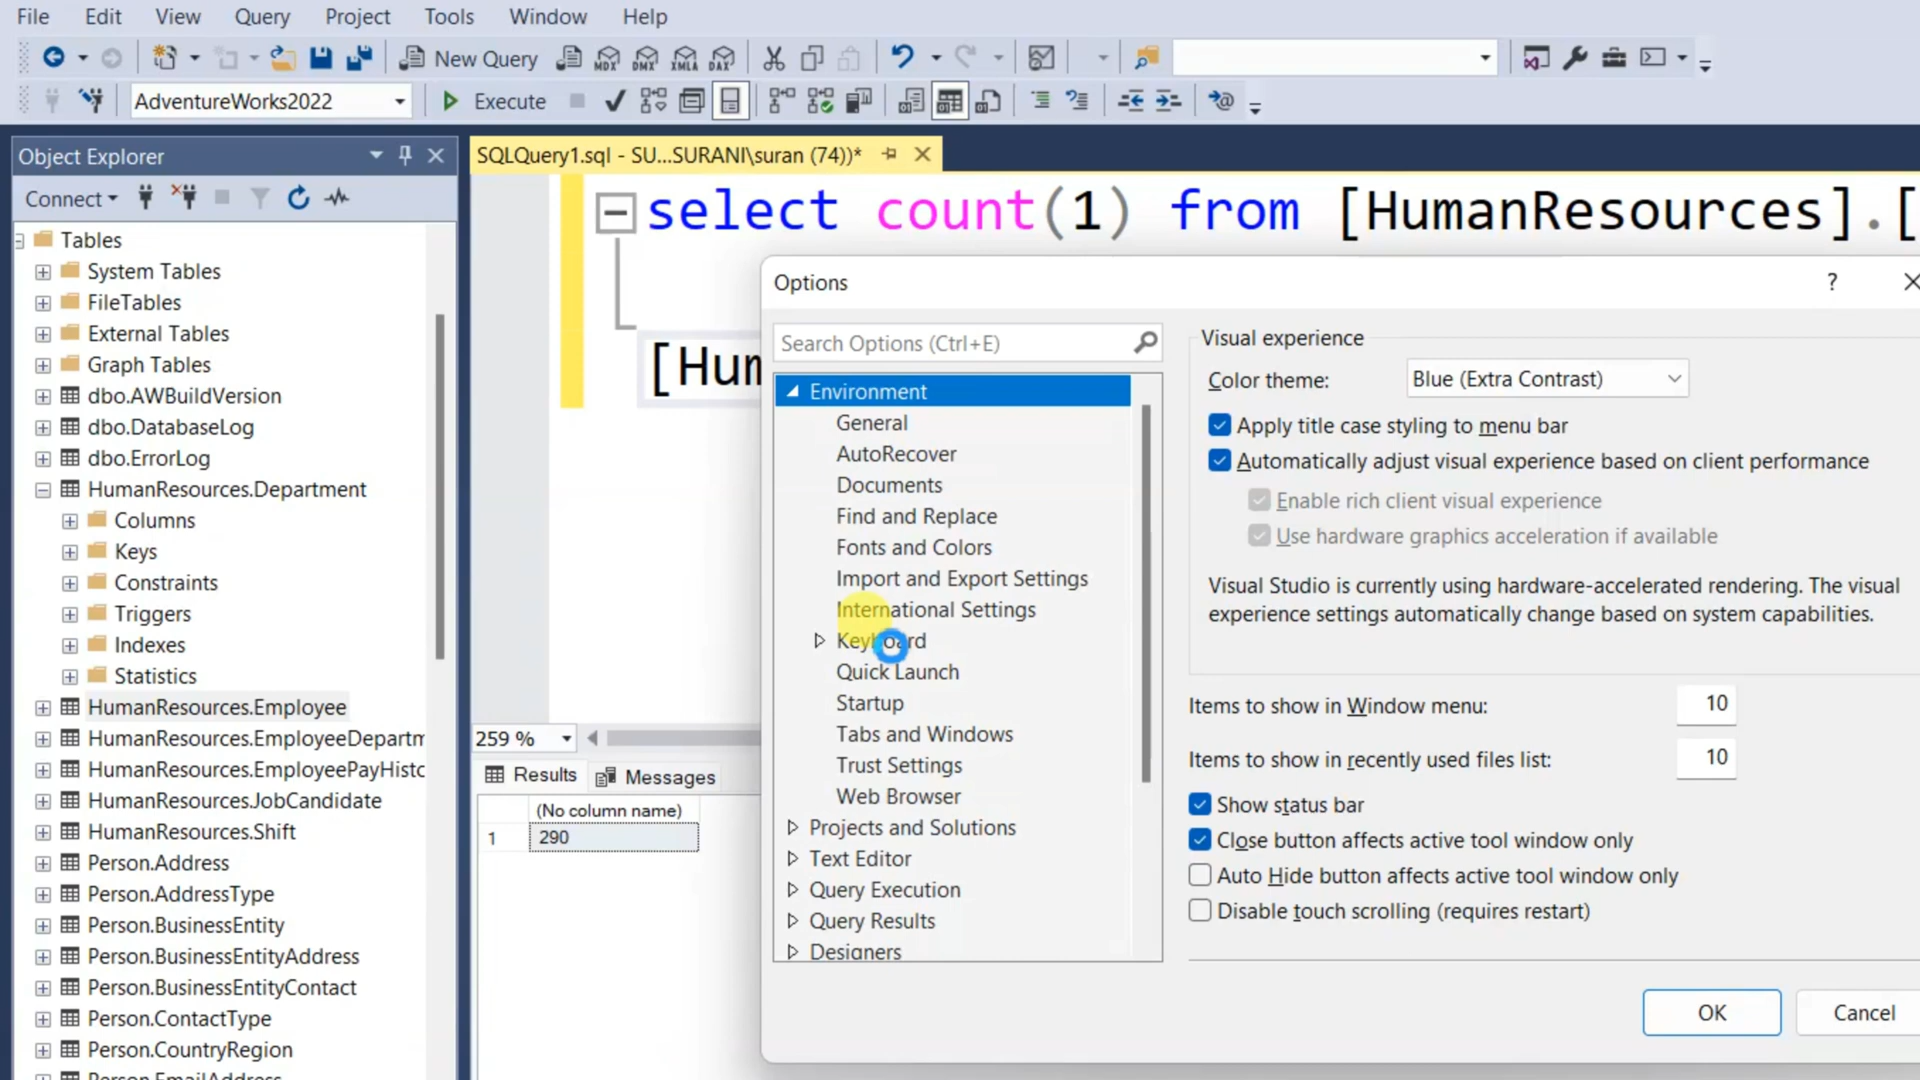 File Edit View Query Project Tools Window Help
New Query MDX DMX XMLA DAX
AdventureWorks2022 Execute
Object Explorer
Connect
Tables
System Tables
FileTables
External Tables
Graph Tables
dbo.AWBuildVersion
dbo.DatabaseLog
dbo.ErrorLog
HumanResources.Department
Columns
Keys
Constraints
Triggers
Indexes
Statistics
HumanResources.Employee
HumanResources.EmployeeDepartm
HumanResources.EmployeePayHisto
HumanResources.JobCandidate
HumanResources.Shift
Person.Address
Person.AddressType
Person.BusinessEntity
Person.BusinessEntityAddress
Person.BusinessEntityContact
Person.ContactType
Person.CountryRegion
Person.EmailAddress
SQLQuery1.sql - SU...SURANI\suran (74))*
select count(1) from [HumanResources].[
[Hum
259 %
Results Messages
(No column name)
1 290
Options
?
Search Options (Ctrl+E)
Environment
General
AutoRecover
Documents
Find and Replace
Fonts and Colors
Import and Export Settings
International Settings
Keyboard
Quick Launch
Startup
Tabs and Windows
Trust Settings
Web Browser
Projects and Solutions
Text Editor
Query Execution
Query Results
Designers
Visual experience
Color theme: Blue (Extra Contrast)
Apply title case styling to menu bar
Automatically adjust visual experience based on client performance
Enable rich client visual experience
Use hardware graphics acceleration if available
Visual Studio is currently using hardware-accelerated rendering. The visual
experience settings automatically change based on system capabilities.
Items to show in Window menu: 10
Items to show in recently used files list: 10
Show status bar
Close button affects active tool window only
Auto Hide button affects active tool window only
Disable touch scrolling (requires restart)
OK Cancel